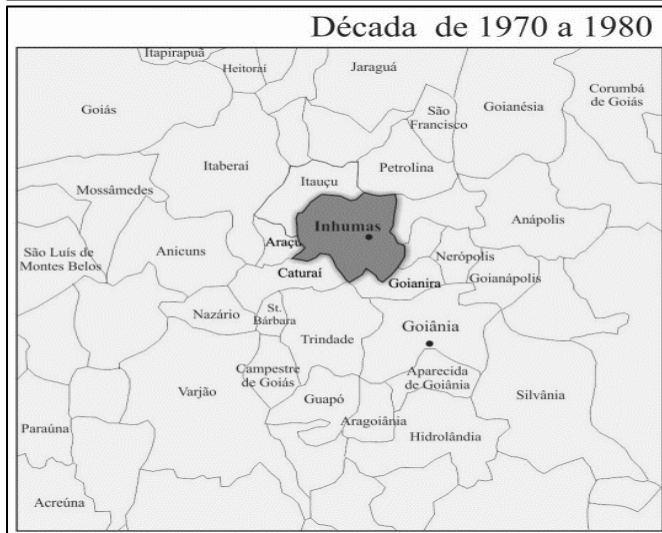 Década de 1970 a 1980
Itapirapuã
Heitoraí
Jaraguá
Corumbá
de Goiás
Goiás
São
Francisco
Goianésia
Itaberaí
Petrolina
Itauçu
Mossâmedes
Inhumas
Anápolis
Araçu
São Luís de
Montes Belos
Anicuns
Nerópolis
Caturaí
Goianira
Goianápolis
Nazário
St.
Bárbara
Goiânia
Trindade
Campestre
de Goiás
Aparecida
de Goiânia
Varjão
Guapó
Silvânia
Aragoiânia
Paraúna
Hidrolândia
Acreúna